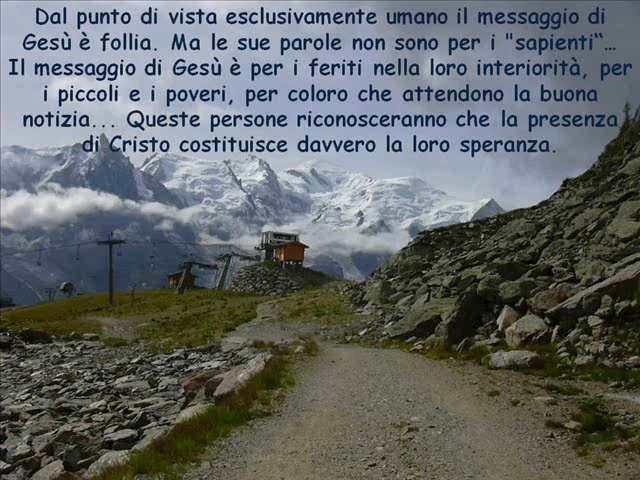 Dal punto di vista esclusivamente umano il messaggio di
Gesù è follia. Ma le sue parole non sono per i "sapienti“…
Il messaggio di Gesù è per i feriti nella loro interiorità, per
i piccoli e i poveri, per coloro che attendono la buona
notizia... Queste persone riconosceranno che la presenza
di Cristo costituisce davvero la loro speranza.